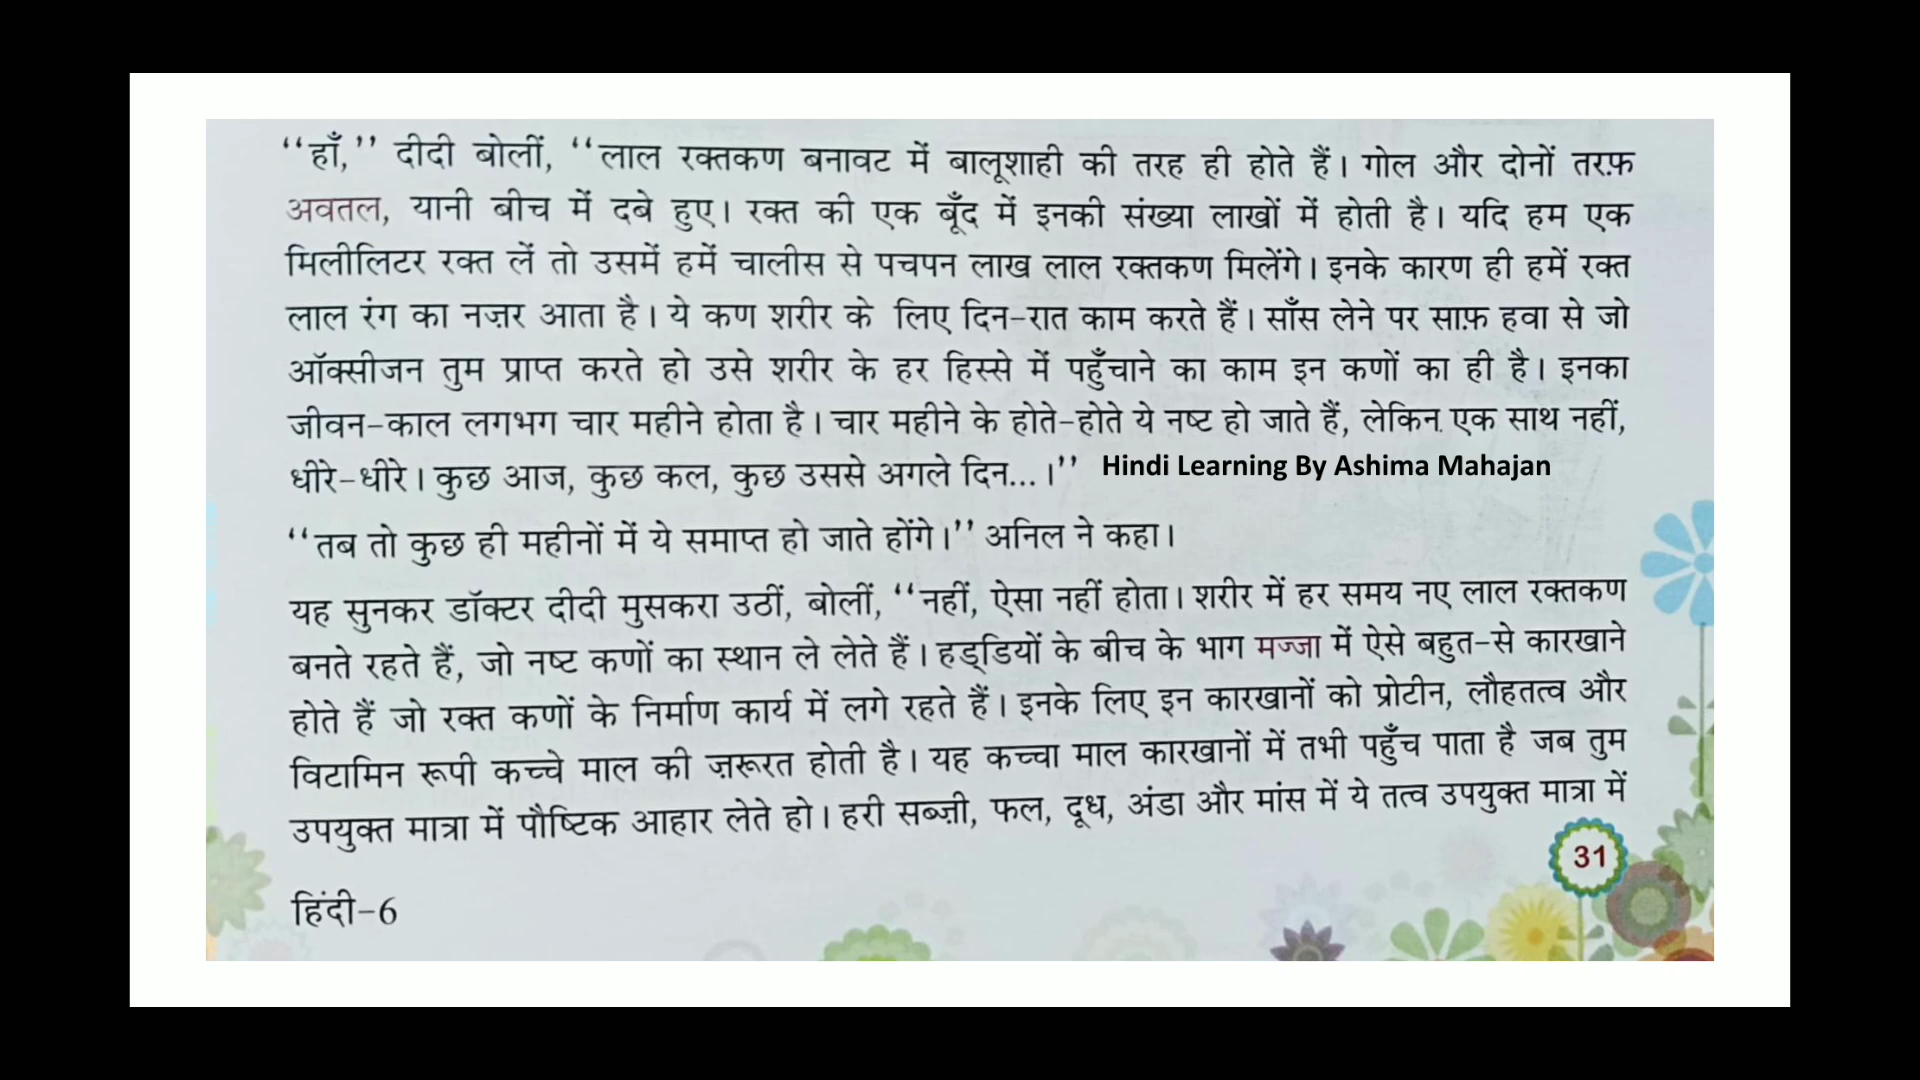 ‘‘हाँ,’’ दीदी बोलीं, ‘‘लाल रक्तकण बनावट में बालूशाही की तरह ही होते हैं। गोल और दोनों तरफ़
अवतल, यानी बीच में दबे हुए। रक्त की एक बूँद में इनकी संख्या लाखों में होती है। यदि हम एक
मिलीलिटर रक्त लें तो उसमें हमें चालीस से पचपन लाख लाल रक्तकण मिलेंगे। इनके कारण ही हमें रक्त
लाल रंग का नज़र आता है। ये कण शरीर के लिए दिन-रात काम करते हैं। साँस लेने पर साफ़ हवा से जो
ऑक्सीजन तुम प्राप्त करते हो उसे शरीर के हर हिस्से में पहुँचाने का काम इन कणों का ही है। इनका
जीवन-काल लगभग चार महीने होता है। चार महीने के होते-होते ये नष्ट हो जाते हैं, लेकिन एक साथ नहीं,
धीरे-धीरे। कुछ आज, कुछ कल, कुछ उससे अगले दिन...।’’ Hindi Learning By Ashima Mahajan
‘‘तब तो कुछ ही महीनों में ये समाप्त हो जाते होंगे।’’ अनिल ने कहा।
यह सुनकर डॉक्टर दीदी मुसकरा उठीं, बोलीं, ‘‘नहीं, ऐसा नहीं होता। शरीर में हर समय नए लाल रक्तकण
बनते रहते हैं, जो नष्ट कणों का स्थान ले लेते हैं। हड्डियों के बीच के भाग मज्जा में ऐसे बहुत-से कारखाने
होते हैं जो रक्त कणों के निर्माण कार्य में लगे रहते हैं। इनके लिए इन कारखानों को प्रोटीन, लौहतत्व और
विटामिन रूपी कच्चे माल की ज़रूरत होती है। यह कच्चा माल कारखानों में तभी पहुँच पाता है जब तुम
उपयुक्त मात्रा में पौष्टिक आहार लेते हो। हरी सब्ज़ी, फल, दूध, अंडा और मांस में ये तत्व उपयुक्त मात्रा में
31
हिंदी-6